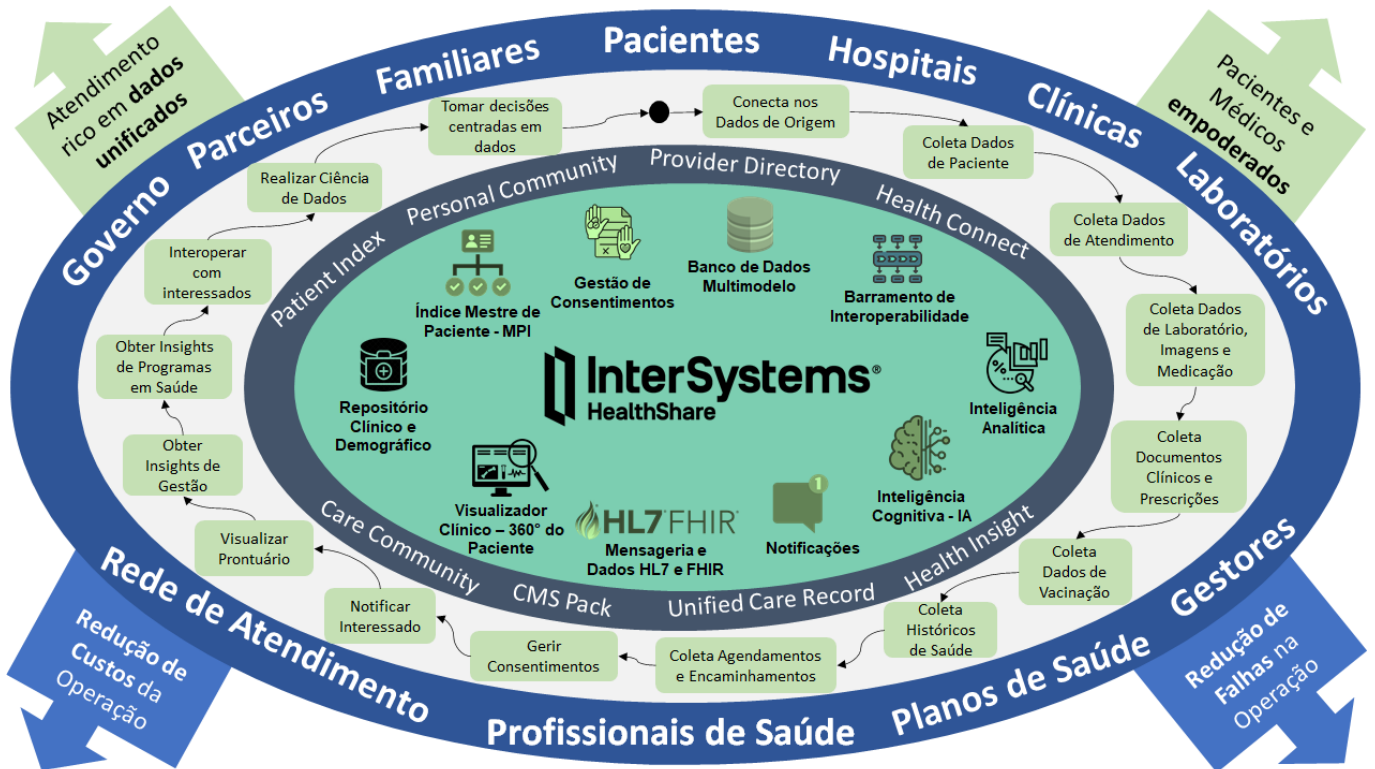 Atendimento
rico em dados
unificados
Pacientes e
Médicos
empoderados
Governo
Parceiros
Familiares
Pacientes
Hospitais
Clínicas
Laboratórios
Tomar decisões
centradas em
dados
Conecta nos
Dados de Origem
Coleta Dados
de Paciente
Coleta Dados
de Atendimento
Coleta Dados
de Laboratório,
Imagens e
Medicação
Coleta
Documentos
Clínicos e
Prescrições
Coleta
Dados de
Vacinação
Coleta
Históricos
de Saúde
Coleta Agendamentos
e Encaminhamentos
Gerir
Consentimentos
Notificar
Interessado
Visualizar
Prontuário
Obter
Insights de
Gestão
Obter Insights
de Programas
em Saúde
Interoperar
com
interessados
Realizar Ciência
de Dados
Patient Index
Personal Community
Provider Directory
Health Connect
Índice Mestre de
Paciente - MPI
Gestão de
Consentimentos
Banco de Dados
Multimodelo
Barramento de
Interoperabilidade
InterSystems®
HealthShare
Repositório
Clínico e
Demográfico
%
Inteligência
Analítica
Visualizador
Clínico – 360° do
Paciente
HL7 FHIR®
Mensageria e
Dados HL7 e FHIR
1
Notificações
Inteligência
Cognitiva - IA
Care Community
CMS Pack
Unified Care Record
Health Insight
Rede de Atendimento
Profissionais de Saúde
Planos de Saúde
Gestores
Redução de
Custos da
Operação
Redução de
Falhas na
Operação